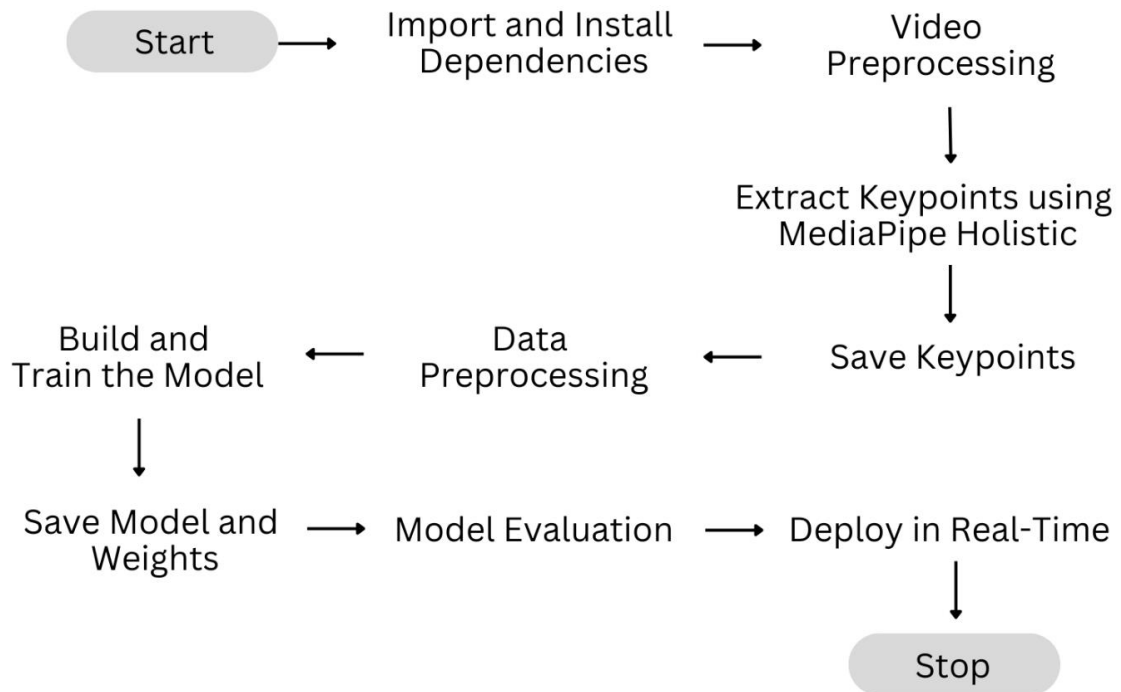 Start
Import and Install
Dependencies
Video
Preprocessing
Extract Keypoints using
MediaPipe Holistic
Save Keypoints
Data
Preprocessing
Build and
Train the Model
Save Model and
Weights
Model Evaluation
Deploy in Real-Time
Stop